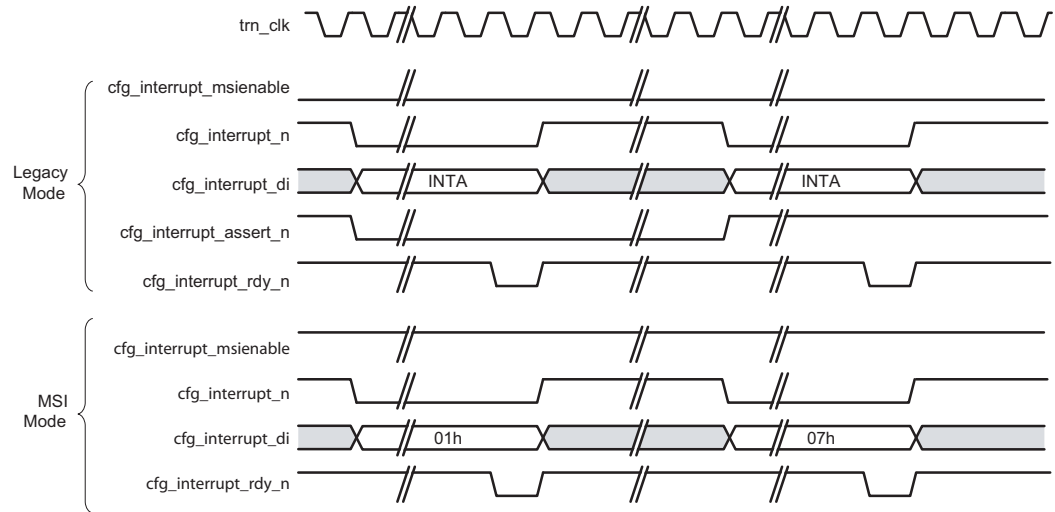 trn_clk
cfg_interrupt_msienable
cfg_interrupt_n
Legacy
Mode
cfg_interrupt_di
INTA
INTA
cfg_interrupt_assert_n
cfg_interrupt_rdy_n
cfg_interrupt_msienable
cfg_interrupt_n
MSI
Mode
cfg_interrupt_di
01h
07h
cfg_interrupt_rdy_n